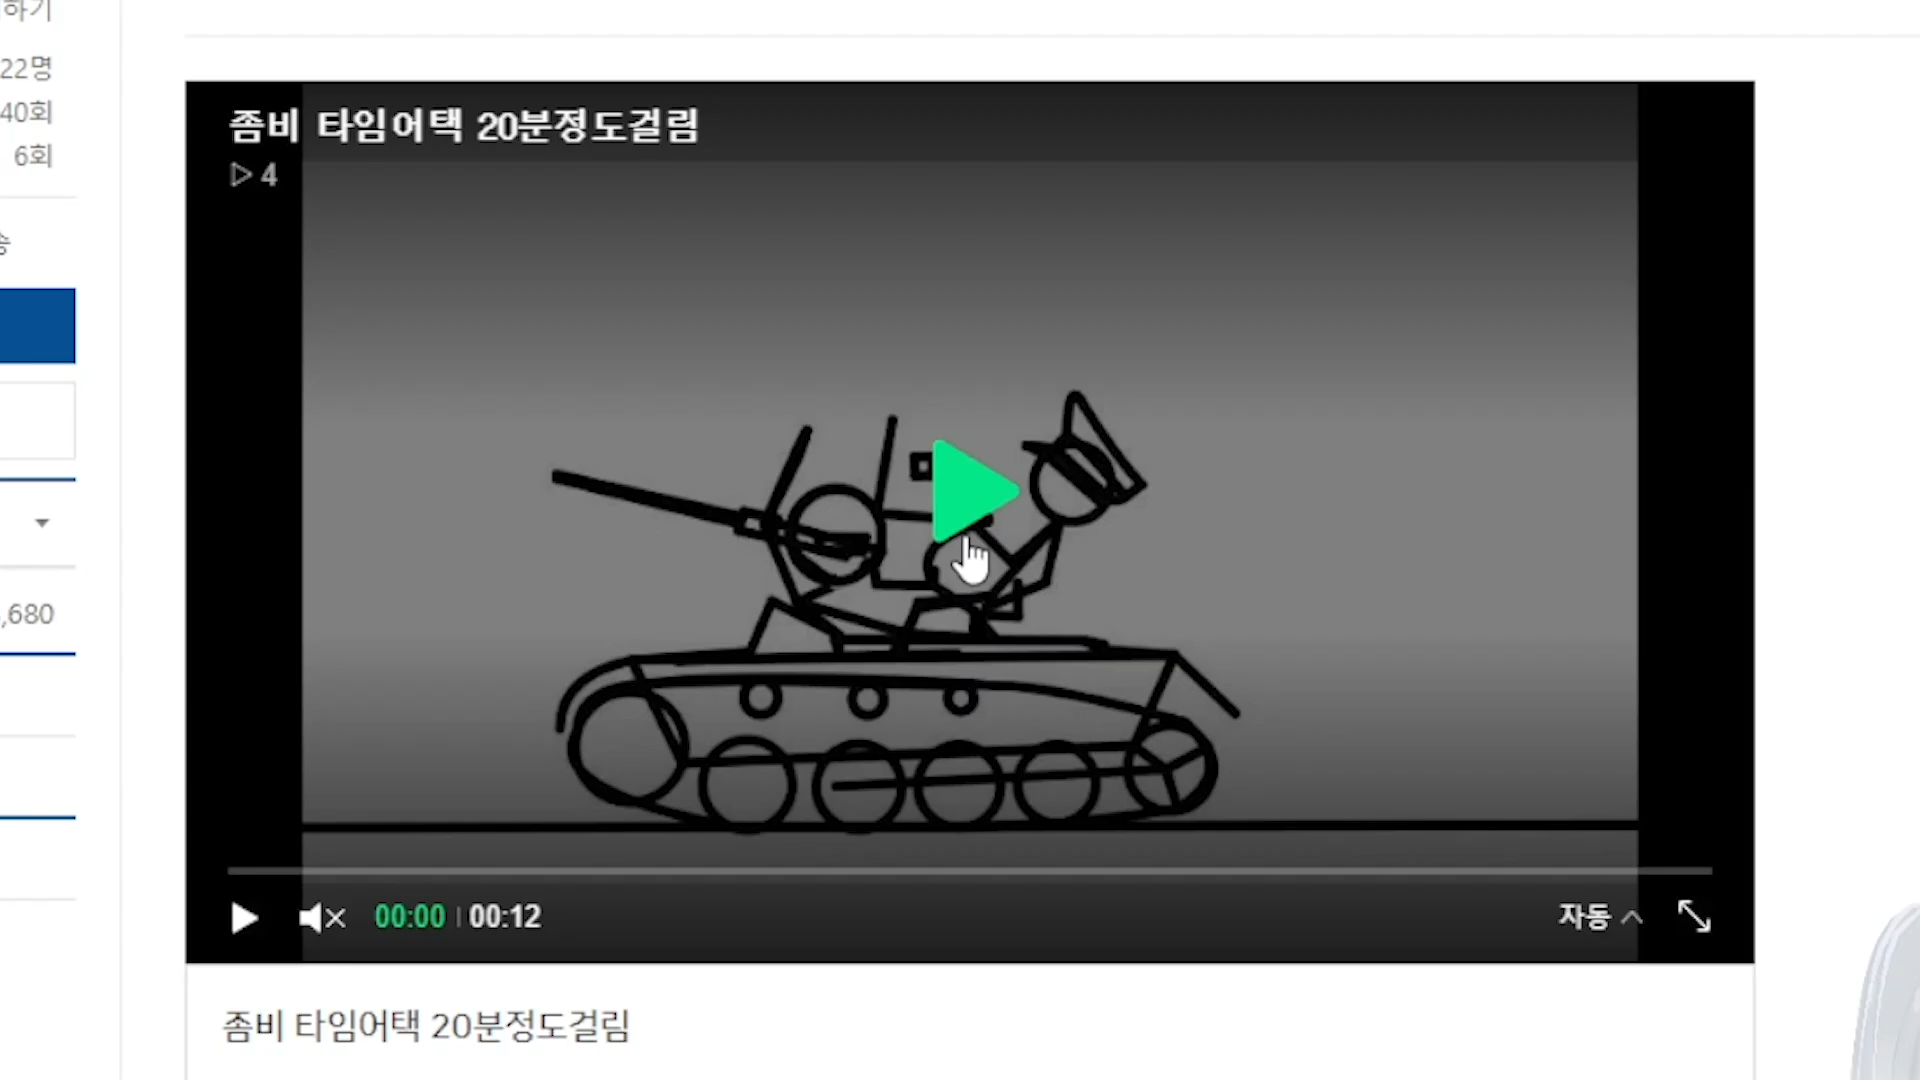 하기
22명
40회
6회
송
,680
좀비 타임어택 20분정도걸림
4
00:00 00:12
자동
좀비 타임어택 20분정도걸림